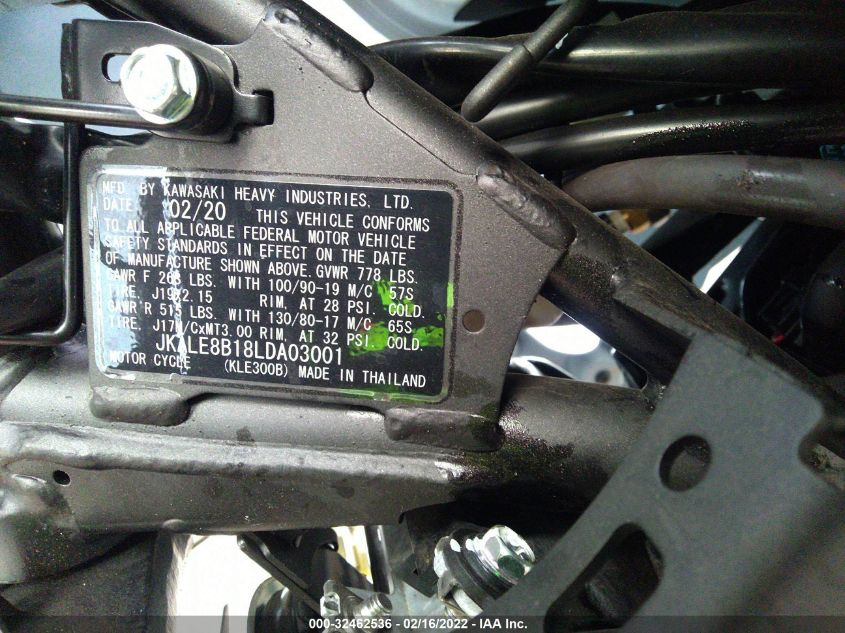 MFD. BY KAWASAKI HEAVY INDUSTRIES, LTD.
DATE: 02/20 THIS VEHICLE CONFORMS
TO ALL APPLICABLE FEDERAL MOTOR VEHICLE
SAFETY STANDARDS IN EFFECT ON THE DATE
OF MANUFACTURE SHOWN ABOVE. GVWR 778 LBS.
GAWR F 263 LBS. WITH 100/90-19 M/C 57S
TIRE, J19X2.15 RIM, AT 28 PSI. COLD.
GAWR R 515 LBS. WITH 130/80-17 M/C 65S
TIRE, J17M/CxMT3.00 RIM, AT 32 PSI. COLD.
JKALE8B18LDA03001
MOTOR CYCLE (KLE300B) MADE IN THAILAND
000-32462536 - 02/16/2022 - IAA Inc.